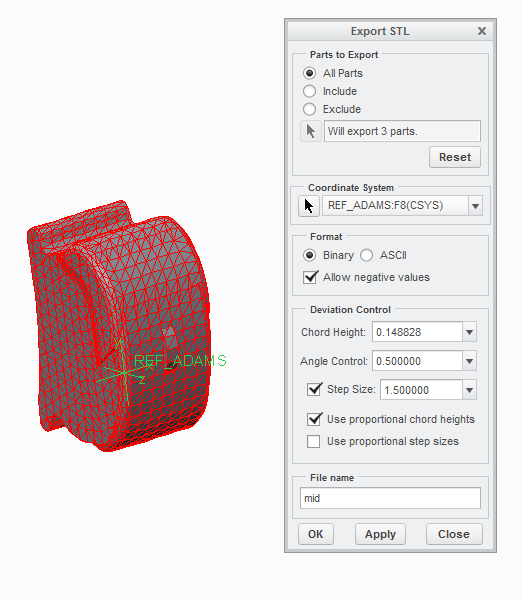 Export STL
Parts to Export
All Parts
Include
Exclude
Will export 3 parts.
Reset
Coordinate System
REF_ADAMS:F8(CSYS)
Format
Binary ASCII
Allow negative values
Deviation Control
Chord Height: 0.148828
Angle Control: 0.500000
Step Size: 1.500000
Use proportional chord heights
Use proportional step sizes
File name
mid
OK Apply Close
REF_ADAMS
Z